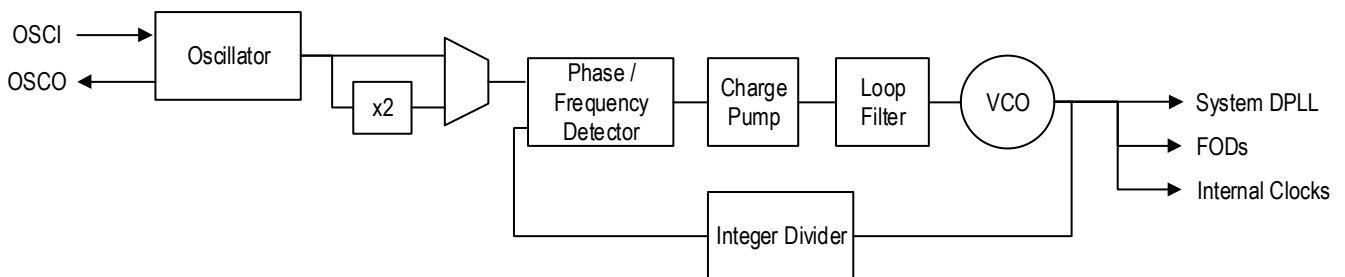 OSCI
OSCO
Oscillator
x2
Phase /
Frequency
Detector
Charge
Pump
Loop
Filter
VCO
System DPLL
FODs
Internal Clocks
Integer Divider